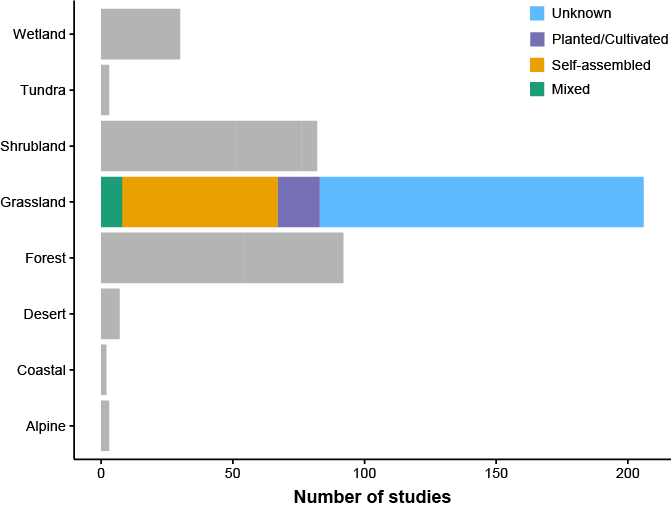 Unknown
Planted/Cultivated
Self-assembled
Mixed
Wetland
Tundra
Shrubland
Grassland
Forest
Desert
Coastal
Alpine
0 50 100 150 200
Number of studies